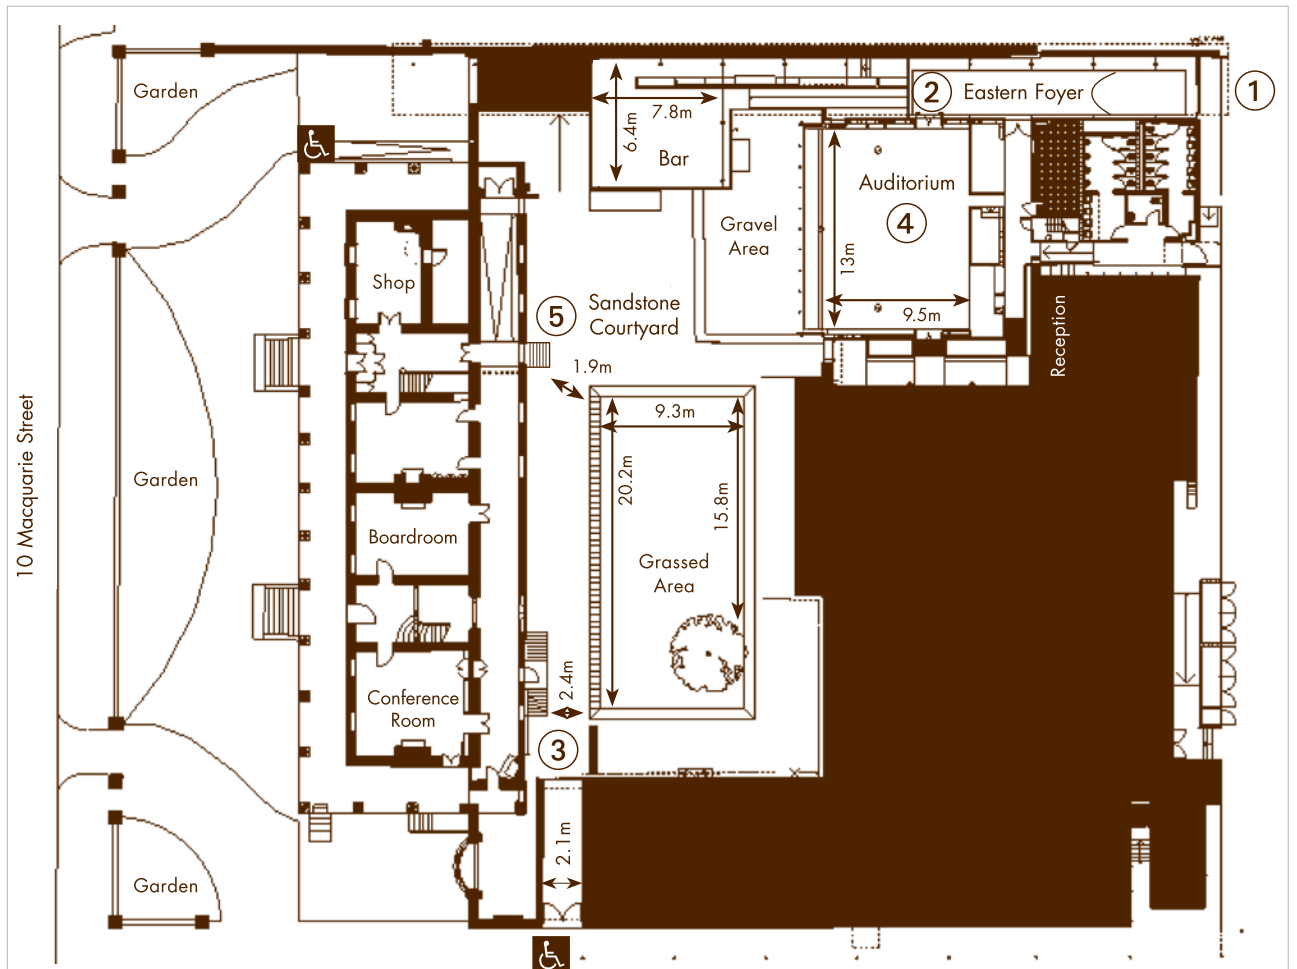 Garden
2
Eastern Foyer
1
7.8m
6.4m
Bar
Auditorium
4
Gravel
Area
13m
9.5m
Shop
5
Sandstone
Courtyard
Reception
1.9m
9.3m
20.2m
15.8m
10 Macquarie Street
Garden
Boardroom
Grassed
Area
Conference
Room
2.4m
3
2.1m
Garden